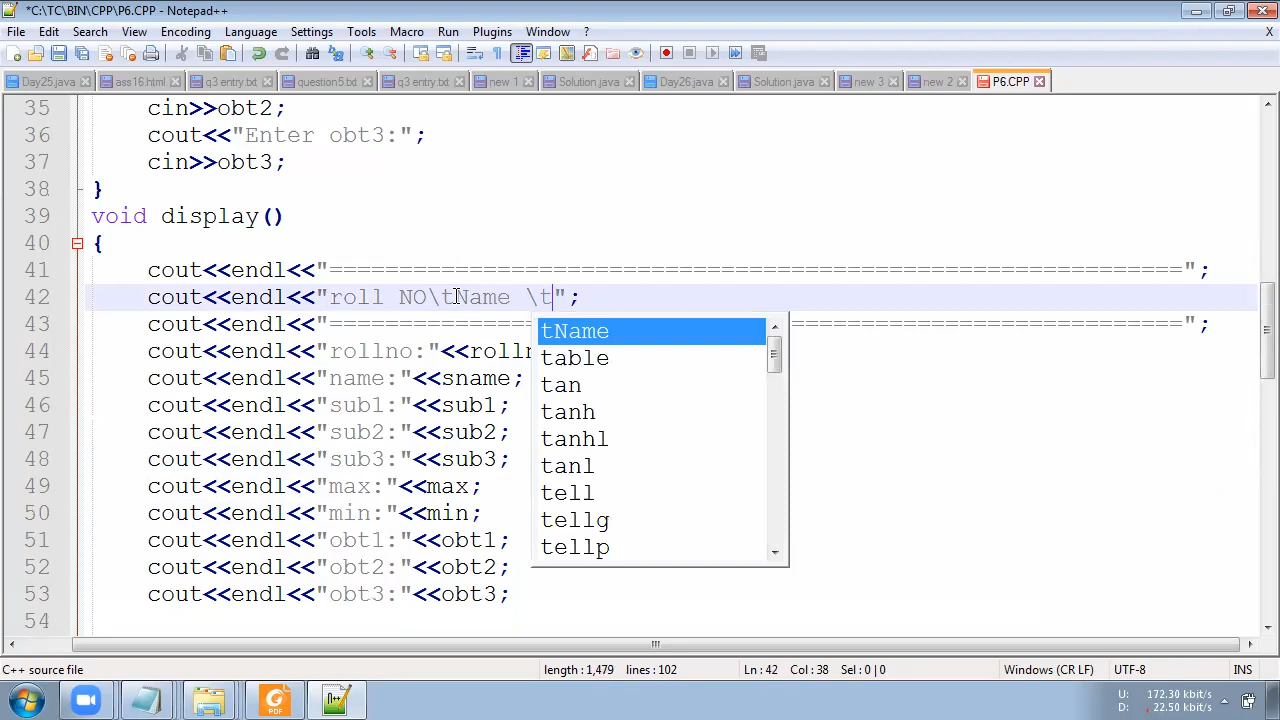 *C:\TC\BIN\CPP\P6.CPP - Notepad++
File Edit Search View Encoding Language Settings Tools Macro Run Plugins Window ? X
Day25.java ass16.html q3 entry.txt question5.txt q3 entry.txt new 1 Solution.java Day26.java Solution.java new 3 new 2 P6.CPP
35 cin>>obt2;
36 cout<<"Enter obt3:";
37 cin>>obt3;
38 }
39 void display()
40 {
41 cout<<endl<<"=============================================================";
42 cout<<endl<<"roll NO\tName \t";
43 cout<<endl<<"=============================================================";
44 cout<<endl<<"rollno:"<<rollr
45 cout<<endl<<"name:"<<sname;
46 cout<<endl<<"sub1:"<<sub1;
47 cout<<endl<<"sub2:"<<sub2;
48 cout<<endl<<"sub3:"<<sub3;
49 cout<<endl<<"max:"<<max;
50 cout<<endl<<"min:"<<min;
51 cout<<endl<<"obt1:"<<obt1;
52 cout<<endl<<"obt2:"<<obt2;
53 cout<<endl<<"obt3:"<<obt3;
54
tName
table
tan
tanh
tanhl
tanl
tell
tellg
tellp
C++ source file length : 1,479 lines : 102 Ln : 42 Col : 38 Sel : 0 | 0 Windows (CR LF) UTF-8 INS
PDF
U: 172.30 kbit/s
D: 22.50 kbit/s